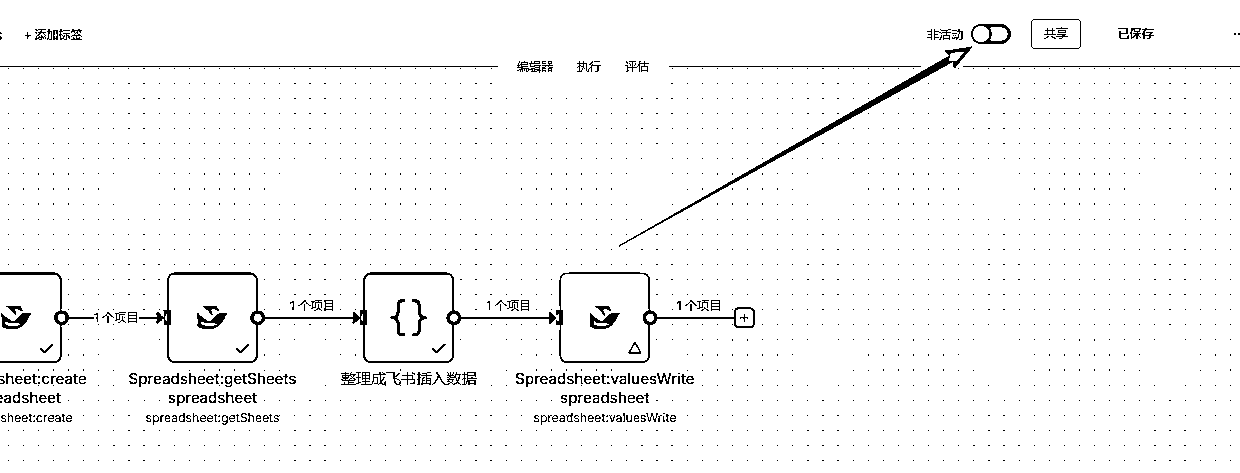 + 添加标签
非活动
共享
已保存
编辑器
执行
评估
1个项目
1个项目
1个项目
1个项目
sheet:create
eadsheet
sheet:create
Spreadsheet:getSheets
spreadsheet
spreadsheet:getSheets
整理成飞书插入数据
Spreadsheet:valuesWrite
spreadsheet
spreadsheet:valuesWrite